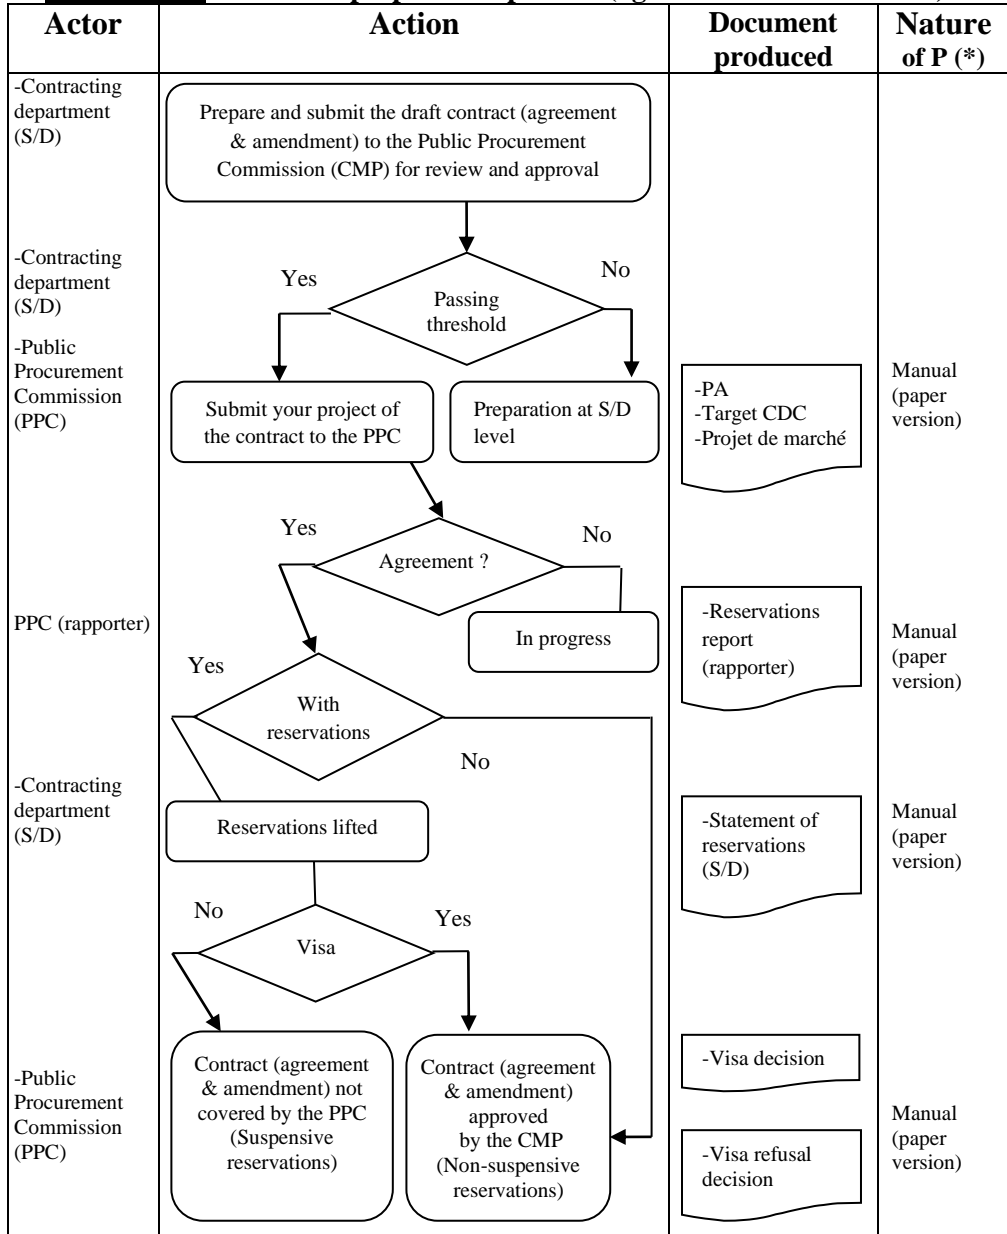 Actor
Action
Document
produced
Nature
of P (*)
-Contracting
department
(S/D)
Prepare and submit the draft contract (agreement
& amendment) to the Public Procurement
Commission (CMP) for review and approval
-Contracting
department
(S/D)
Yes
No
Passing
threshold
-Public
Procurement
Commission
(PPC)
Submit your project of
the contract to the PPC
Preparation at S/D
level
-PA
-Target CDC
-Projet de marché
Manual
(paper
version)
Yes
No
Agreement ?
PPC (rapporter)
In progress
-Reservations
report
(rapporter)
Manual
(paper
version)
Yes
With
reservations
No
-Contracting
department
(S/D)
Reservations lifted
-Statement of
reservations
(S/D)
Manual
(paper
version)
No
Yes
Visa
-Public
Procurement
Commission
(PPC)
Contract (agreement
& amendment) not
covered by the PPC
(Suspensive
reservations)
Contract (agreement
& amendment)
approved
by the CMP
(Non-suspensive
reservations)
-Visa decision
-Visa refusal
decision
Manual
(paper
version)